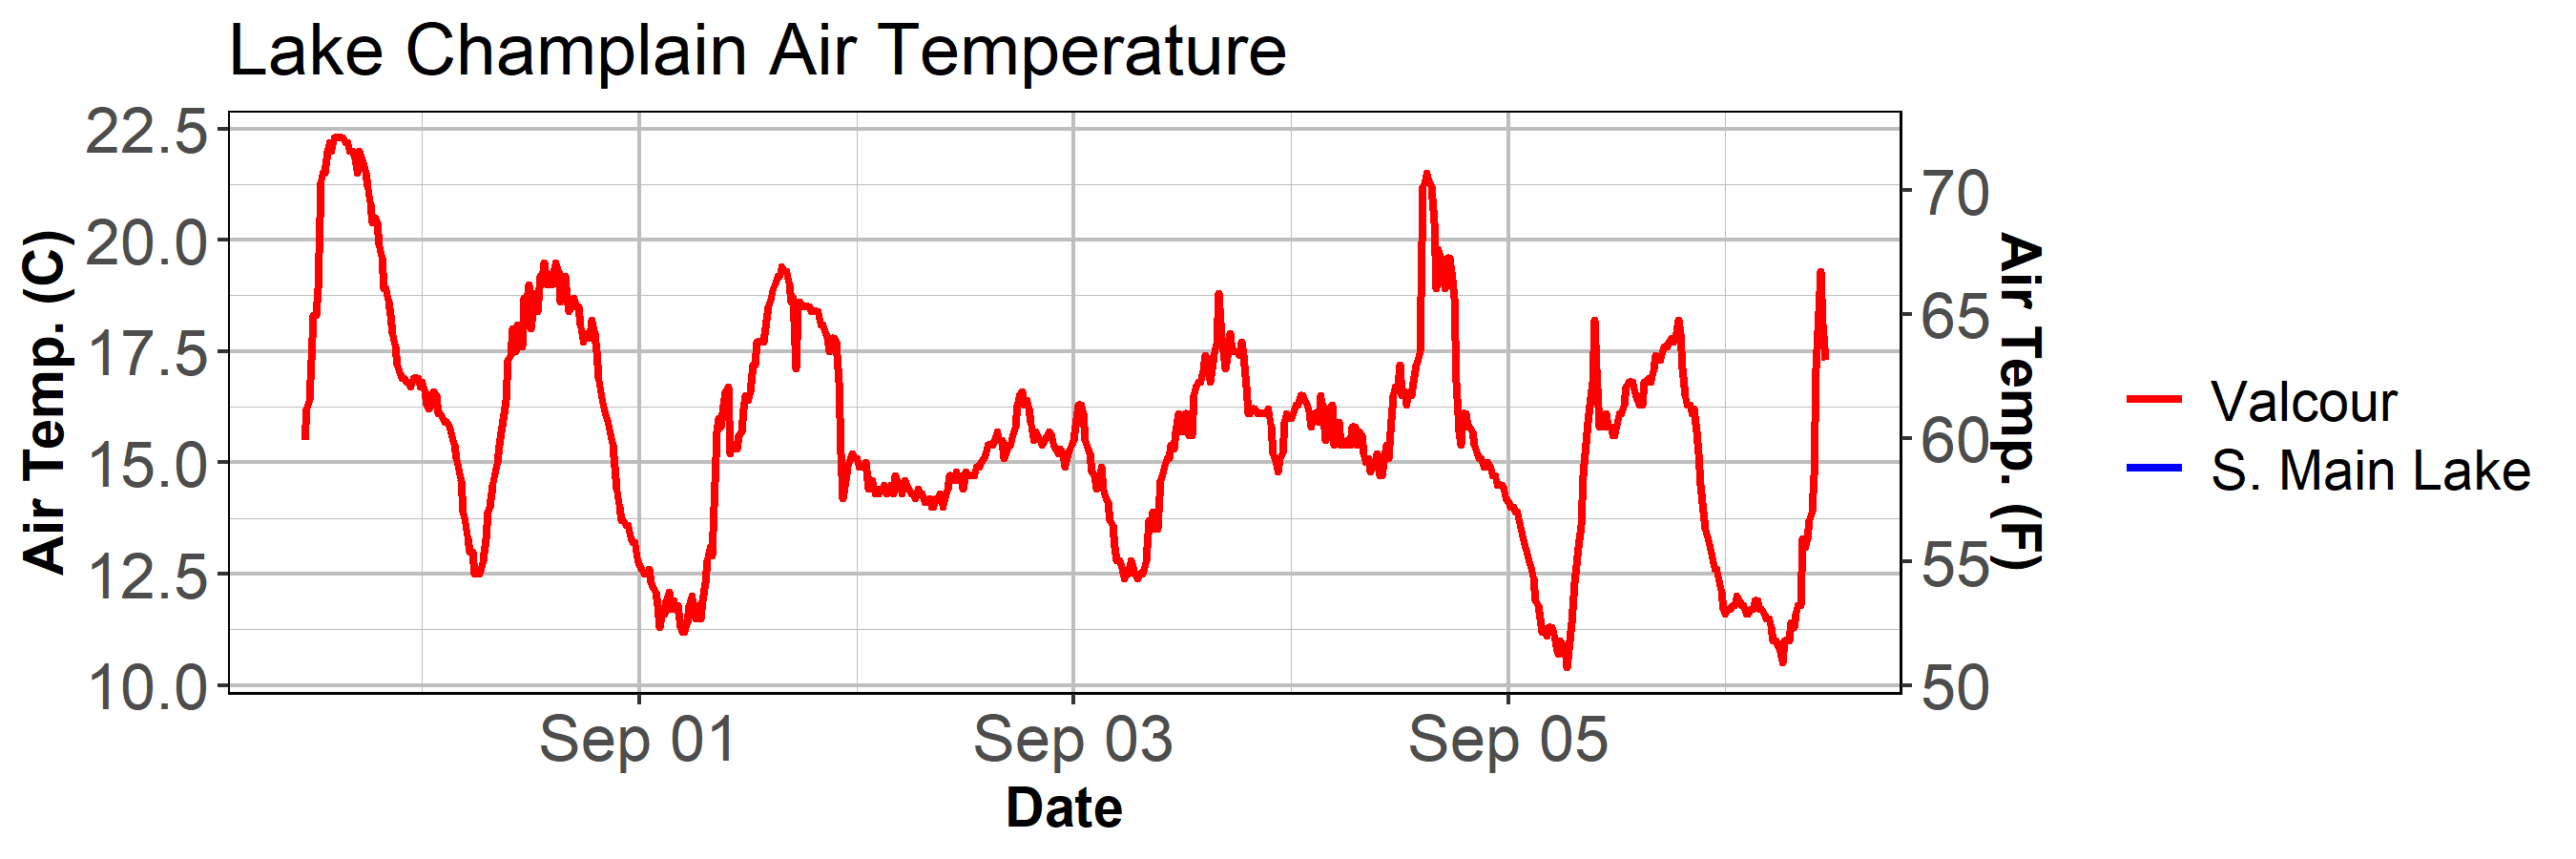 Lake Champlain Air Temperature
22.5
20.0
17.5
15.0
12.5
10.0
Air Temp. (C)
70
65
60
55
50
Air Temp. (F)
Sep 01
Sep 03
Sep 05
Date
Valcour
S. Main Lake